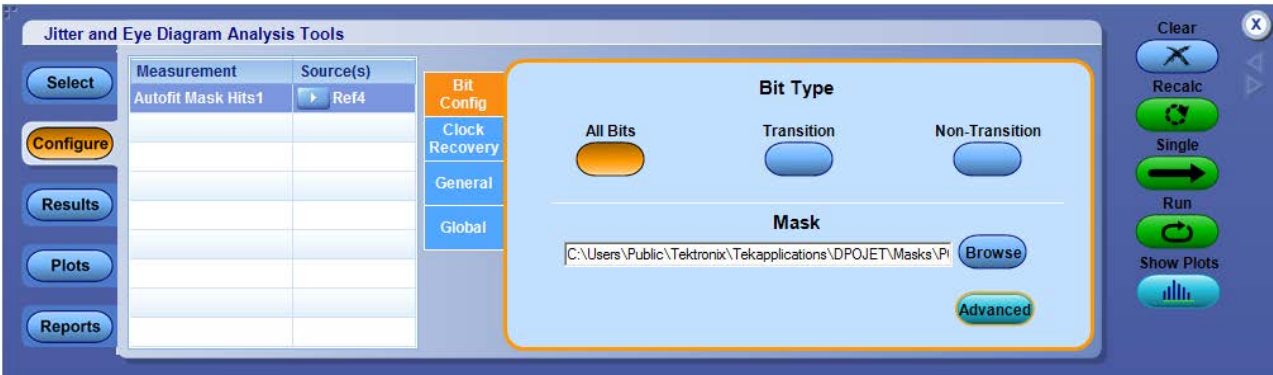 Jitter and Eye Diagram Analysis Tools
Select
Configure
Results
Plots
Reports
Measurement Source(s)
Autofit Mask Hits1 Ref4
Bit
Config
Clock
Recovery
General
Global
Bit Type
All Bits Transition Non-Transition
Mask
C:\Users\Public\Tektronix\Tekapplications\DPOJET\Masks\P
Browse
Advanced
Clear
X
Recalc
Single
Run
Show Plots